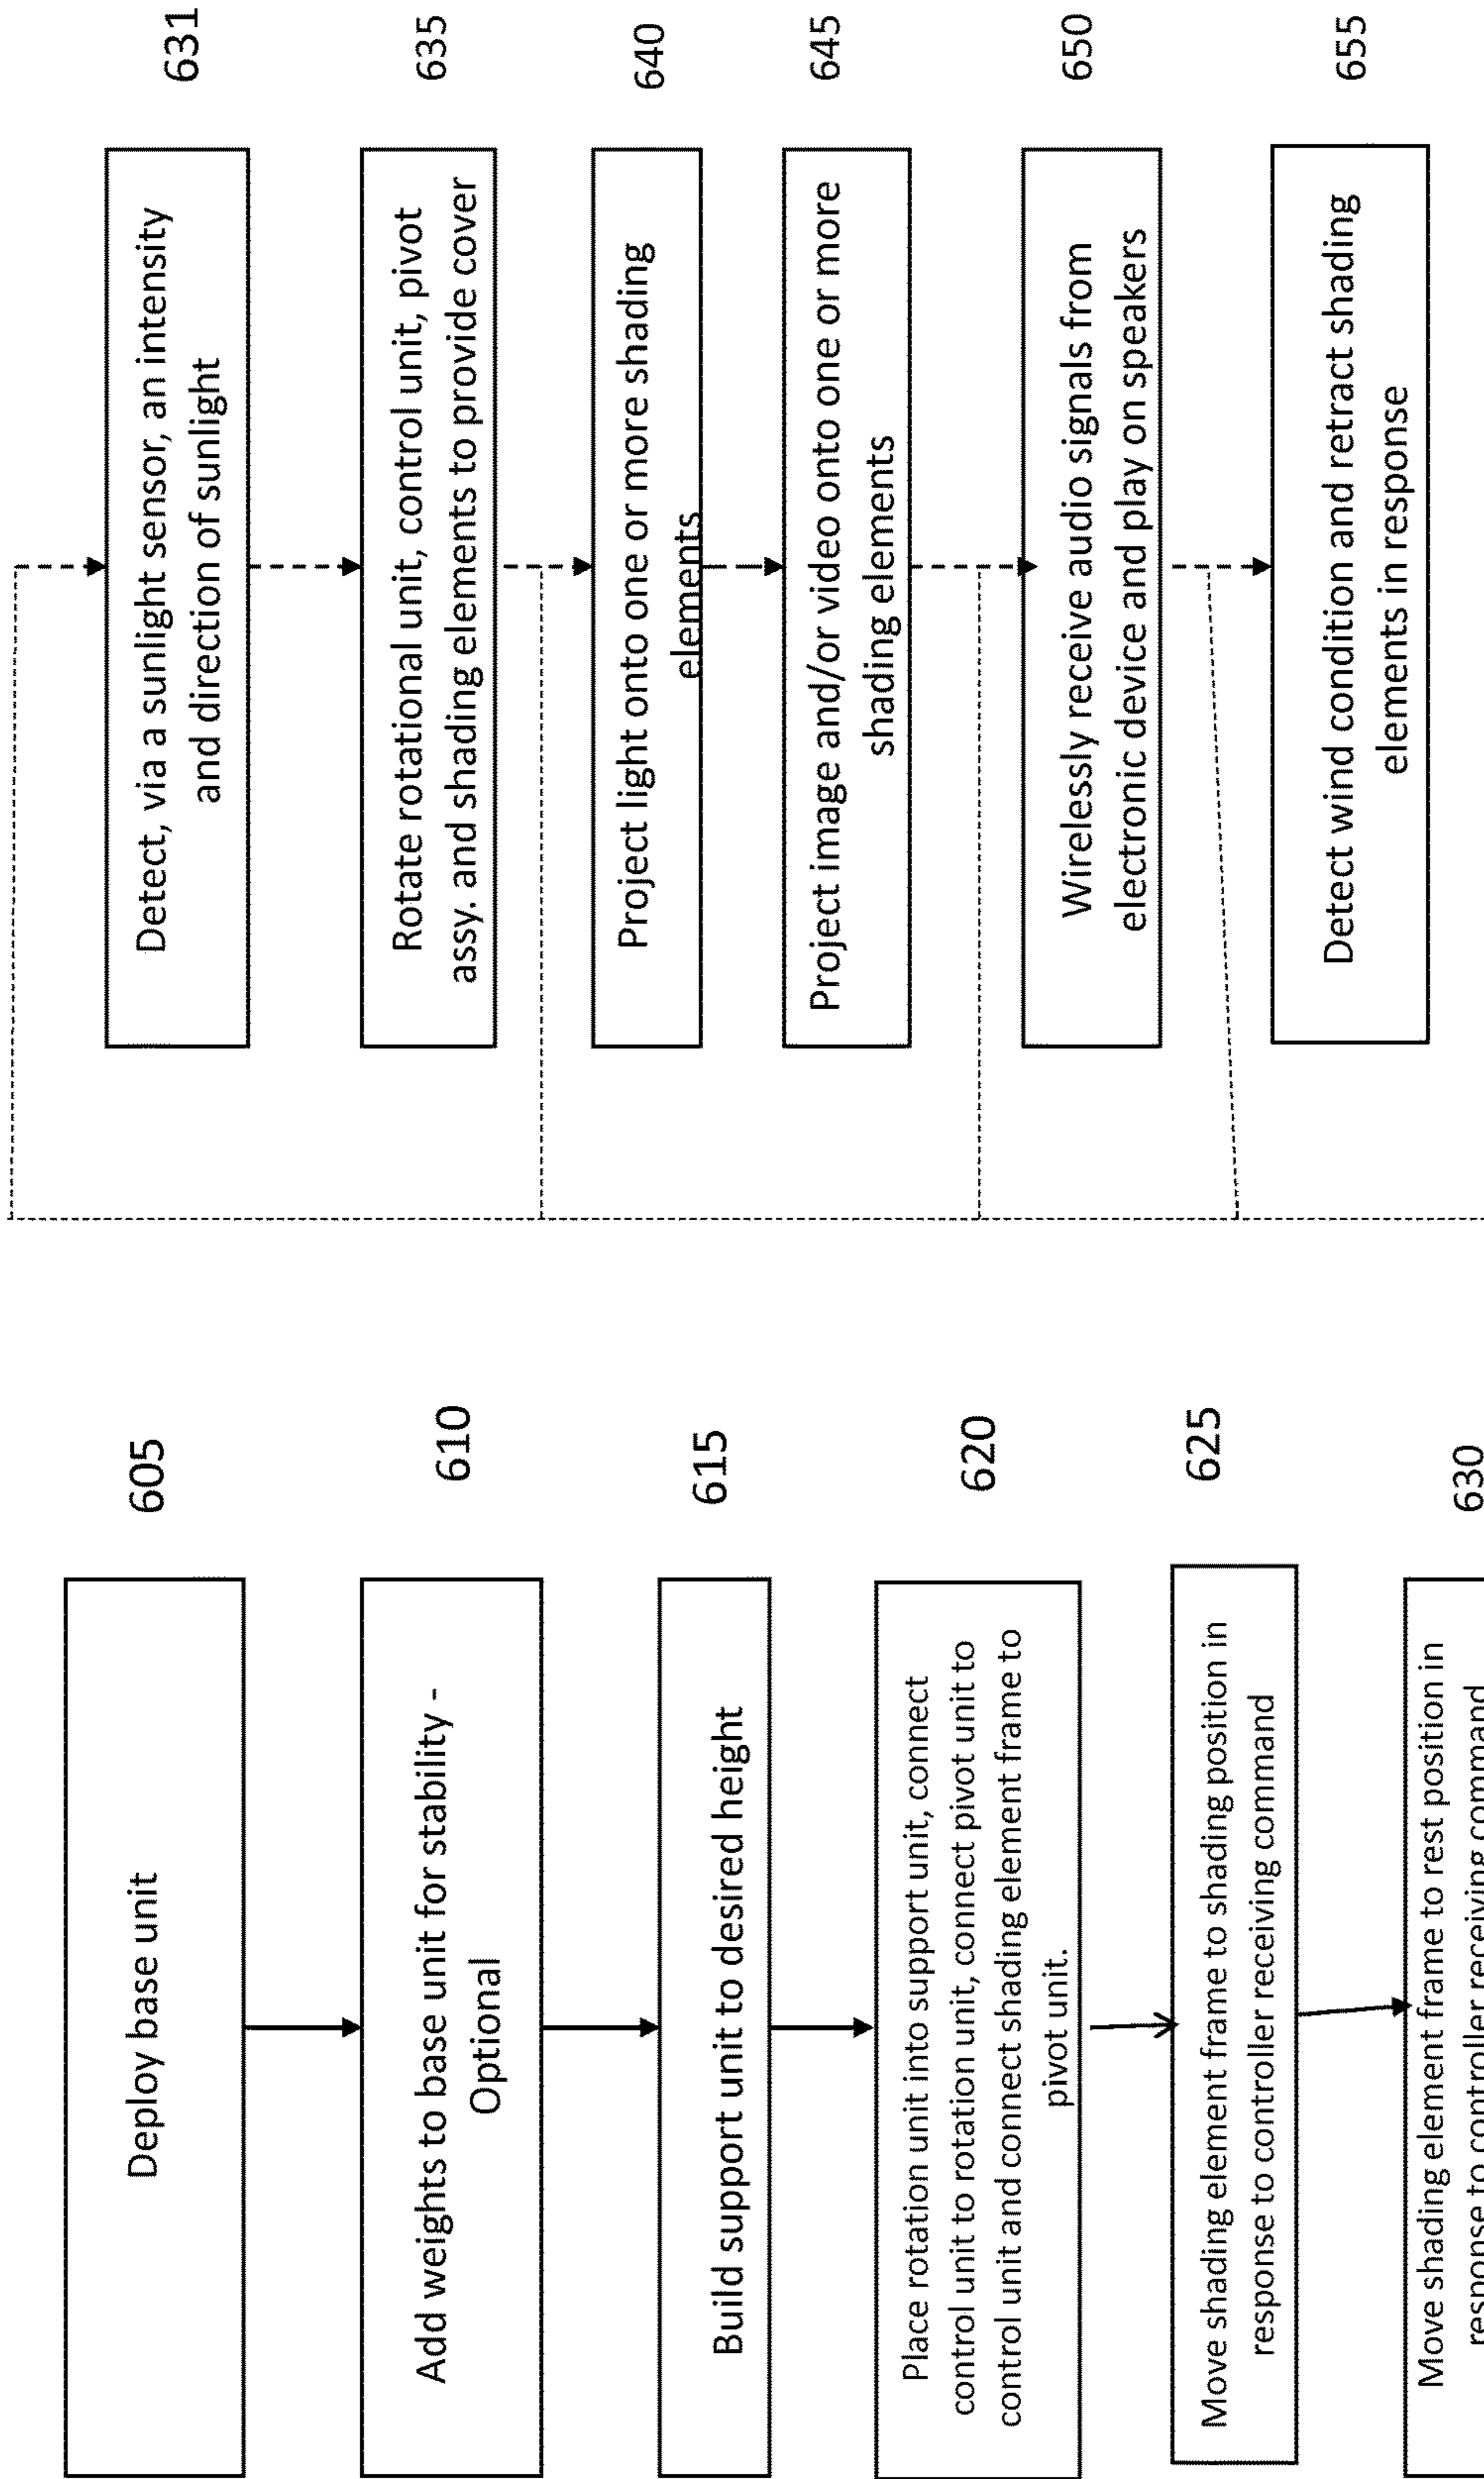 605
Deploy base unit
610
Add weights to base unit for stability -
Optional
615
Build support unit to desired height
620
Place rotation unit into support unit, connect
control unit to rotation unit, connect pivot unit to
control unit and connect shading element frame to
pivot unit.
625
Move shading element frame to shading position in
response to controller receiving command
630
Move shading element frame to rest position in
response to controller receiving command
631
Detect, via a sunlight sensor, an intensity
and direction of sunlight
635
Rotate rotational unit, control unit, pivot
assy. and shading elements to provide cover
640
Project light onto one or more shading
elements
645
Project image and/or video onto one or more
shading elements
650
Wirelessly receive audio signals from
electronic device and play on speakers
655
Detect wind condition and retract shading
elements in response